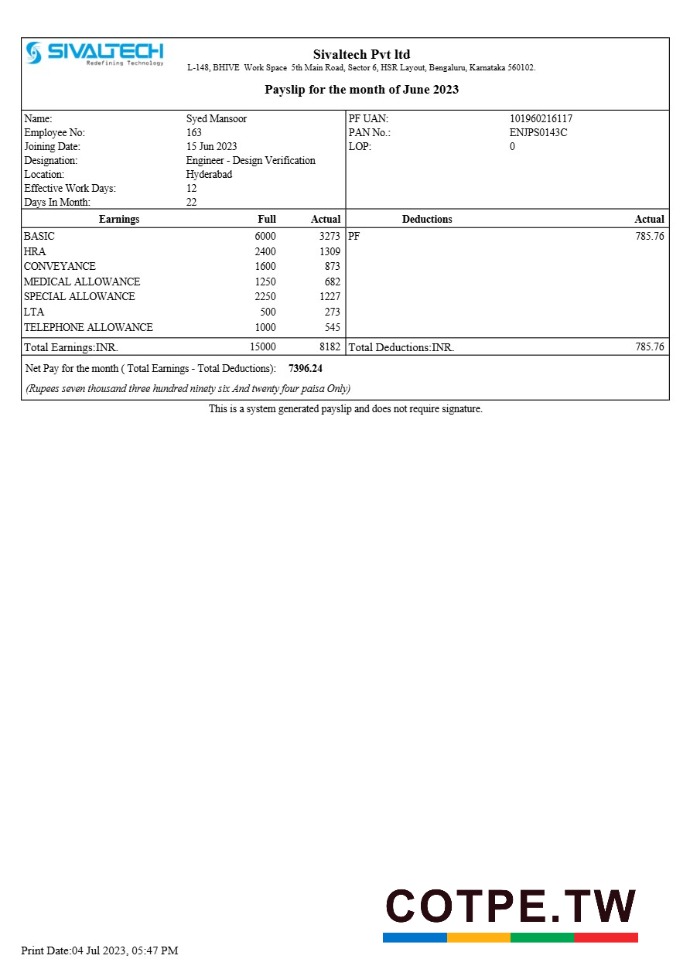 SIVALTECH
Redefining Technology
Sivaltech Pvt ltd
L-148, BHIVE Work Space 5th Main Road, Sector 6, HSR Layout, Bengaluru, Karnataka 560102.
Payslip for the month of June 2023
Name: Syed Mansoor PF UAN: 101960216117
Employee No: 163 PAN No.: ENJPS0143C
Joining Date: 15 Jun 2023 LOP: 0
Designation: Engineer - Design Verification
Location: Hyderabad
Effective Work Days: 12
Days In Month: 22
Earnings Full Actual Deductions Actual
BASIC 6000 3273 PF 785.76
HRA 2400 1309
CONVEYANCE 1600 873
MEDICAL ALLOWANCE 1250 682
SPECIAL ALLOWANCE 2250 1227
LTA 500 273
TELEPHONE ALLOWANCE 1000 545
Total Earnings:INR. 15000 8182 Total Deductions:INR. 785.76
Net Pay for the month ( Total Earnings - Total Deductions): 7396.24
(Rupees seven thousand three hundred ninety six And twenty four paisa Only)
This is a system generated payslip and does not require signature.
COTPE.TW
Print Date:04 Jul 2023, 05:47 PM